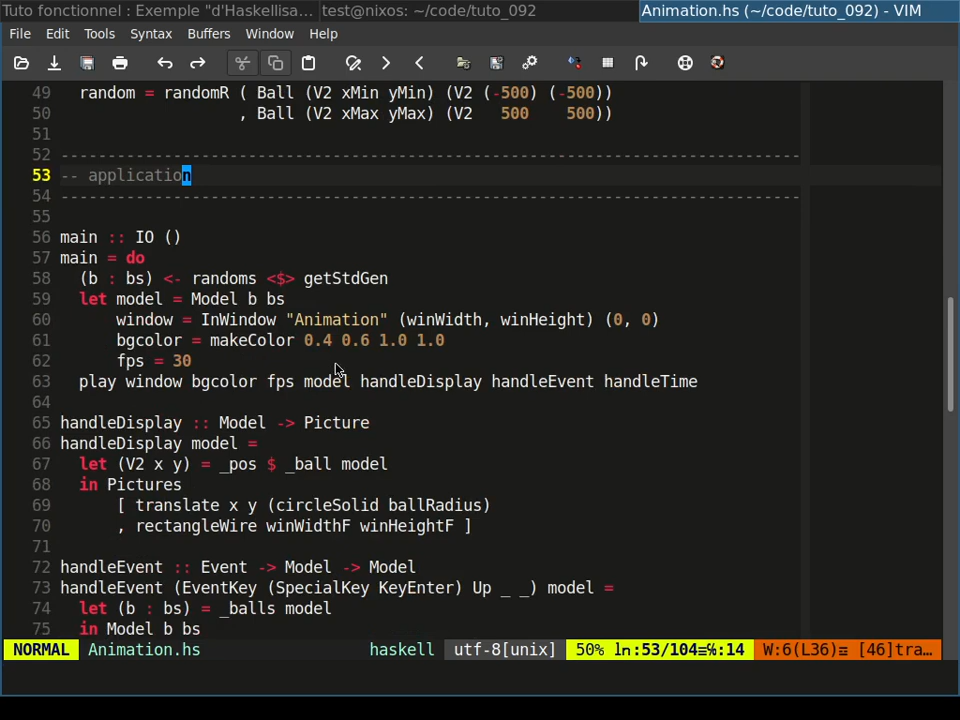 Tuto fonctionnel : Exemple "d'Haskellisa… test@nixos: ~/code/tuto_092 Animation.hs (~/code/tuto_092) - VIM
File Edit Tools Syntax Buffers Window Help
49 random = randomR ( Ball (V2 xMin yMin) (V2 (-500) (-500))
50 , Ball (V2 xMax yMax) (V2 500 500))
51
52 -------------------------------------------------------------------------------
53 -- application
54 -------------------------------------------------------------------------------
55
56 main :: IO ()
57 main = do
58 (b : bs) <- randoms <$> getStdGen
59 let model = Model b bs
60 window = InWindow "Animation" (winWidth, winHeight) (0, 0)
61 bgcolor = makeColor 0.4 0.6 1.0 1.0
62 fps = 30
63 play window bgcolor fps model handleDisplay handleEvent handleTime
64
65 handleDisplay :: Model -> Picture
66 handleDisplay model =
67 let (V2 x y) = _pos $ _ball model
68 in Pictures
69 [ translate x y (circleSolid ballRadius)
70 , rectangleWire winWidthF winHeightF ]
71
72 handleEvent :: Event -> Model -> Model
73 handleEvent (EventKey (SpecialKey KeyEnter) Up _ _) model =
74 let (b : bs) = _balls model
75 in Model b bs
NORMAL Animation.hs haskell utf-8[unix] 50% ln:53/104≡℅:14 W:6(L36)☲ [46]tra…